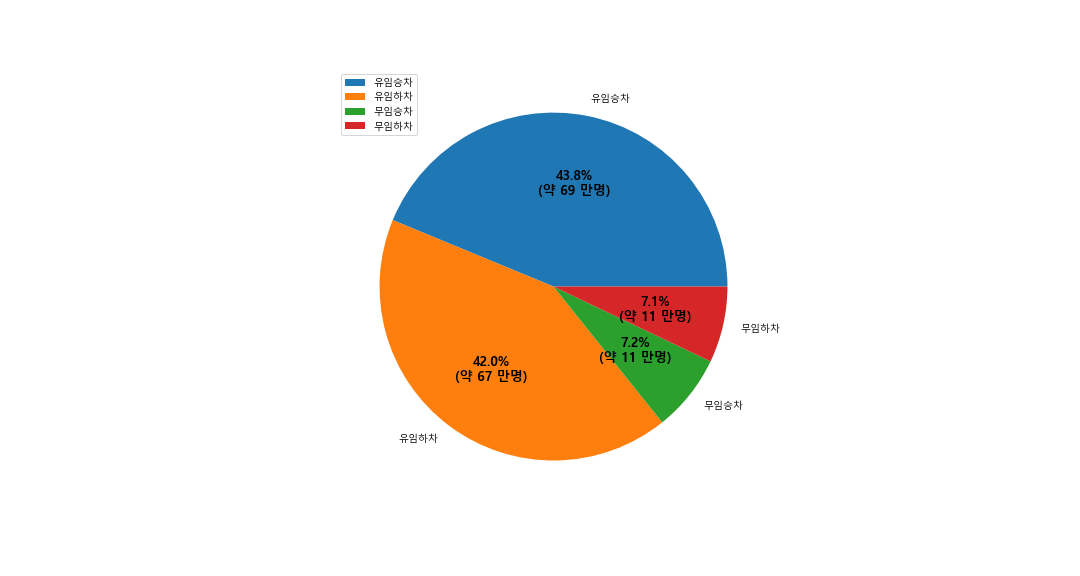 유임승차
유임하차
무임승차
무임하차
유임승차
43.8%
(약 69 만명)
7.1%
(약 11 만명)
무임하차
7.2%
(약 11 만명)
42.0%
(약 67 만명)
무임승차
유임하차